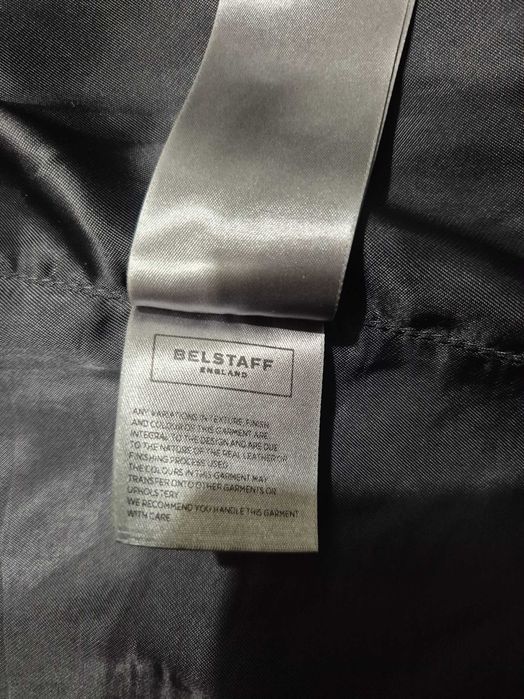 BELSTAFF
ENGLAND
ANY VARIATIONS IN TEXTURE, FINISH
AND COLOUR OF THIS GARMENT ARE
INTEGRAL TO THE DESIGN AND ARE DUE
TO THE NATURE OF THE REAL LEATHER OR
FINISHING PROCESS USED
THE COLOURS IN THIS GARMENT MAY
TRANSFER ONTO OTHER GARMENTS OR
UPHOLSTERY
WE RECOMMEND YOU HANDLE THIS GARMENT
WITH CARE